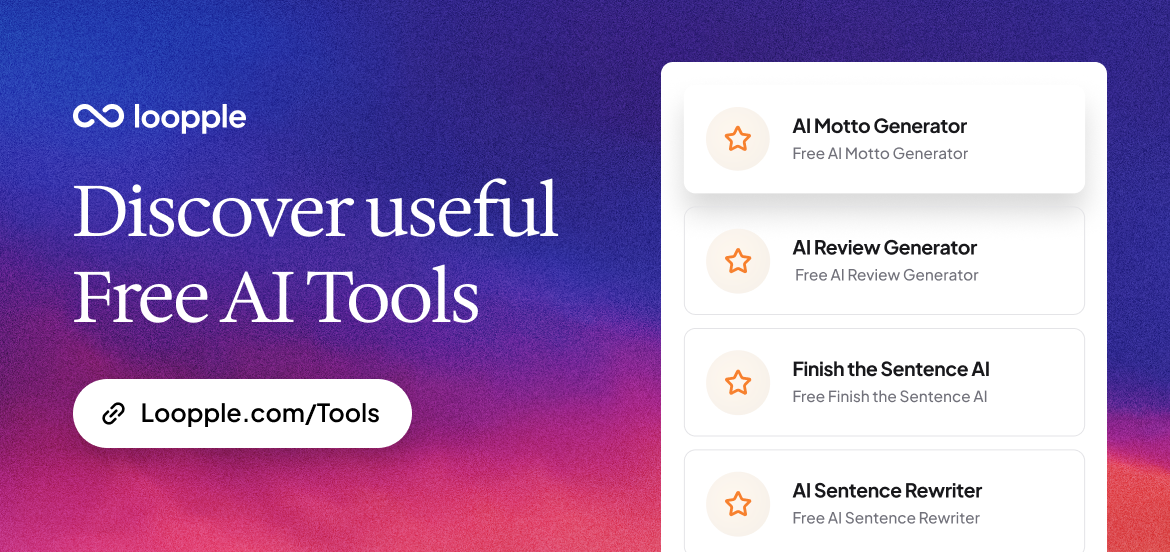 loopple
Discover useful
Free AI Tools
Loopple.com/Tools
AI Motto Generator
Free AI Motto Generator
AI Review Generator
Free AI Review Generator
Finish the Sentence AI
Free Finish the Sentence AI
AI Sentence Rewriter
Free AI Sentence Rewriter